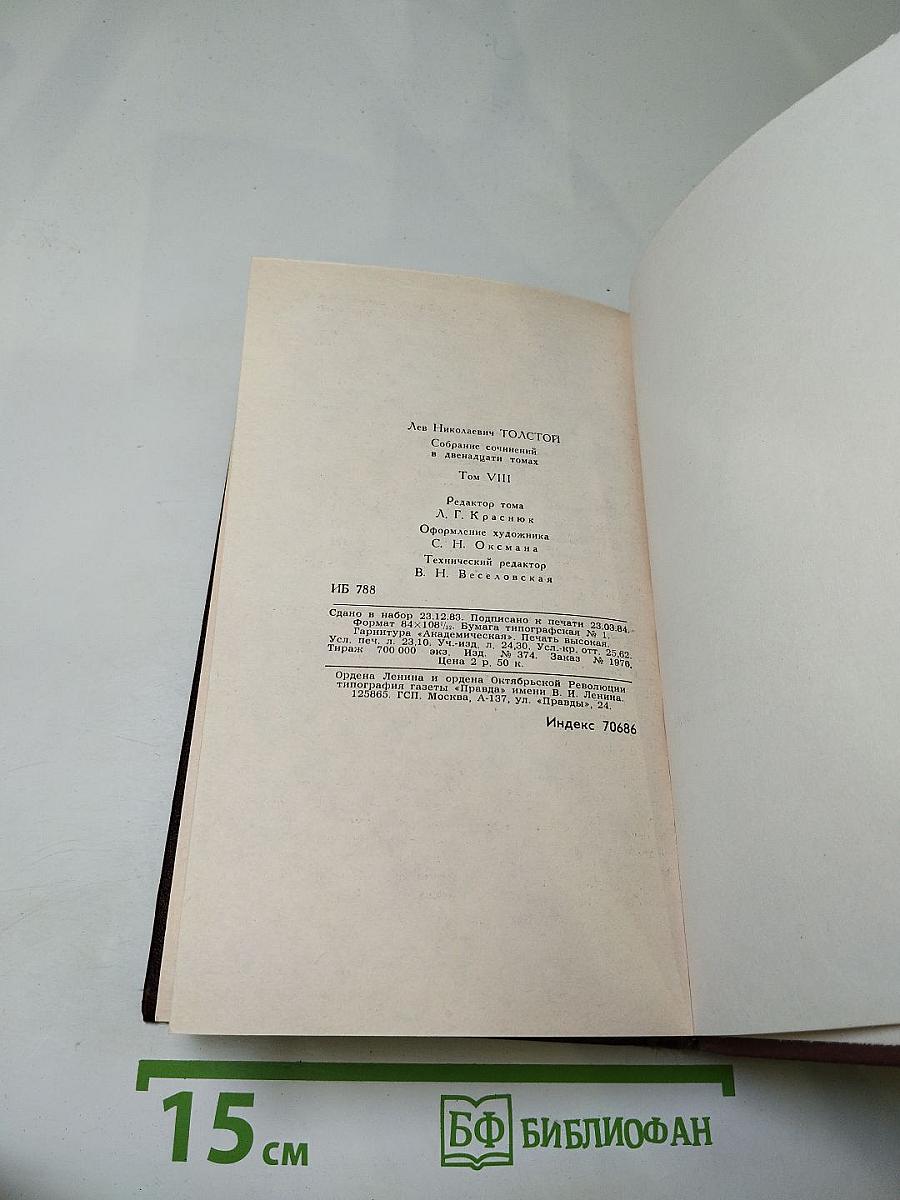 Лев Николаевич ТОЛСТОЙ
Собрание сочинений
в двенадцати томах
Том VIII
Редактор тома
Л. Г. Краснюк
Оформление художника
С. Н. Оксмана
Технический редактор
В. Н. Веселовская
ИБ 788
Сдано в набор 23.12.83. Подписано к печати 23.03.84.
Формат 84×108¹/₃₂. Бумага типографская № 1.
Гарнитура «Академическая». Печать высокая.
Усл. печ. л. 23,10. Уч.-изд. л. 24,30. Усл.-кр. отт. 25,62.
Тираж 700 000 экз. Изд. № 374. Заказ № 1976.
Цена 2 р. 50 к.
Ордена Ленина и ордена Октябрьской Революции
типография газеты «Правда» имени В. И. Ленина.
125865. ГСП. Москва, А-137, ул. «Правды», 24.
Индекс 70686
15 см
БФ БИБЛИОФАН